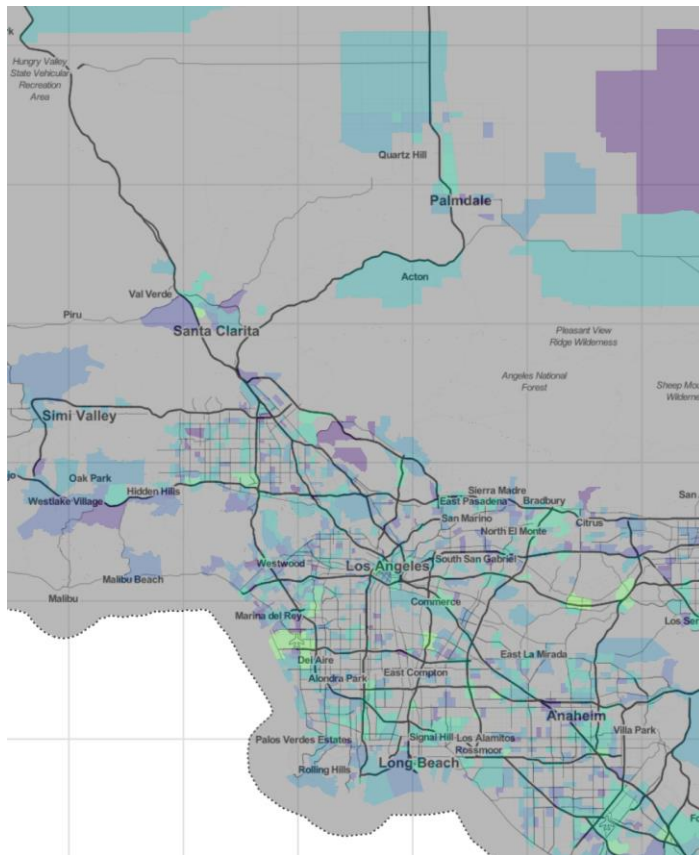 Hungry Valley
State Vehicular
Recreation
Area
Quartz Hill
Palmdale
Acton
Val Verde
Piru
Santa Clarita
Pleasant View
Ridge Wilderness
Angeles National
Forest
Sheep Mou
Wilderne
Simi Valley
Oak Park
Hidden Hills
Westlake Village
Sierra Madre
East Pasadena
Bradbury
San
San Marino
Citrus
North El Monte
Westwood
Los Angeles
South San Gabriel
Malibu Beach
Malibu
Commerce
Marina del Rey
Los Ser
Del Aire
East La Mirada
Alondra Park
East Compton
Anaheim
Villa Park
Palos Verdes Estates
Signal Hill
Los Alamitos
Rossmoor
Rolling Hills
Long Beach